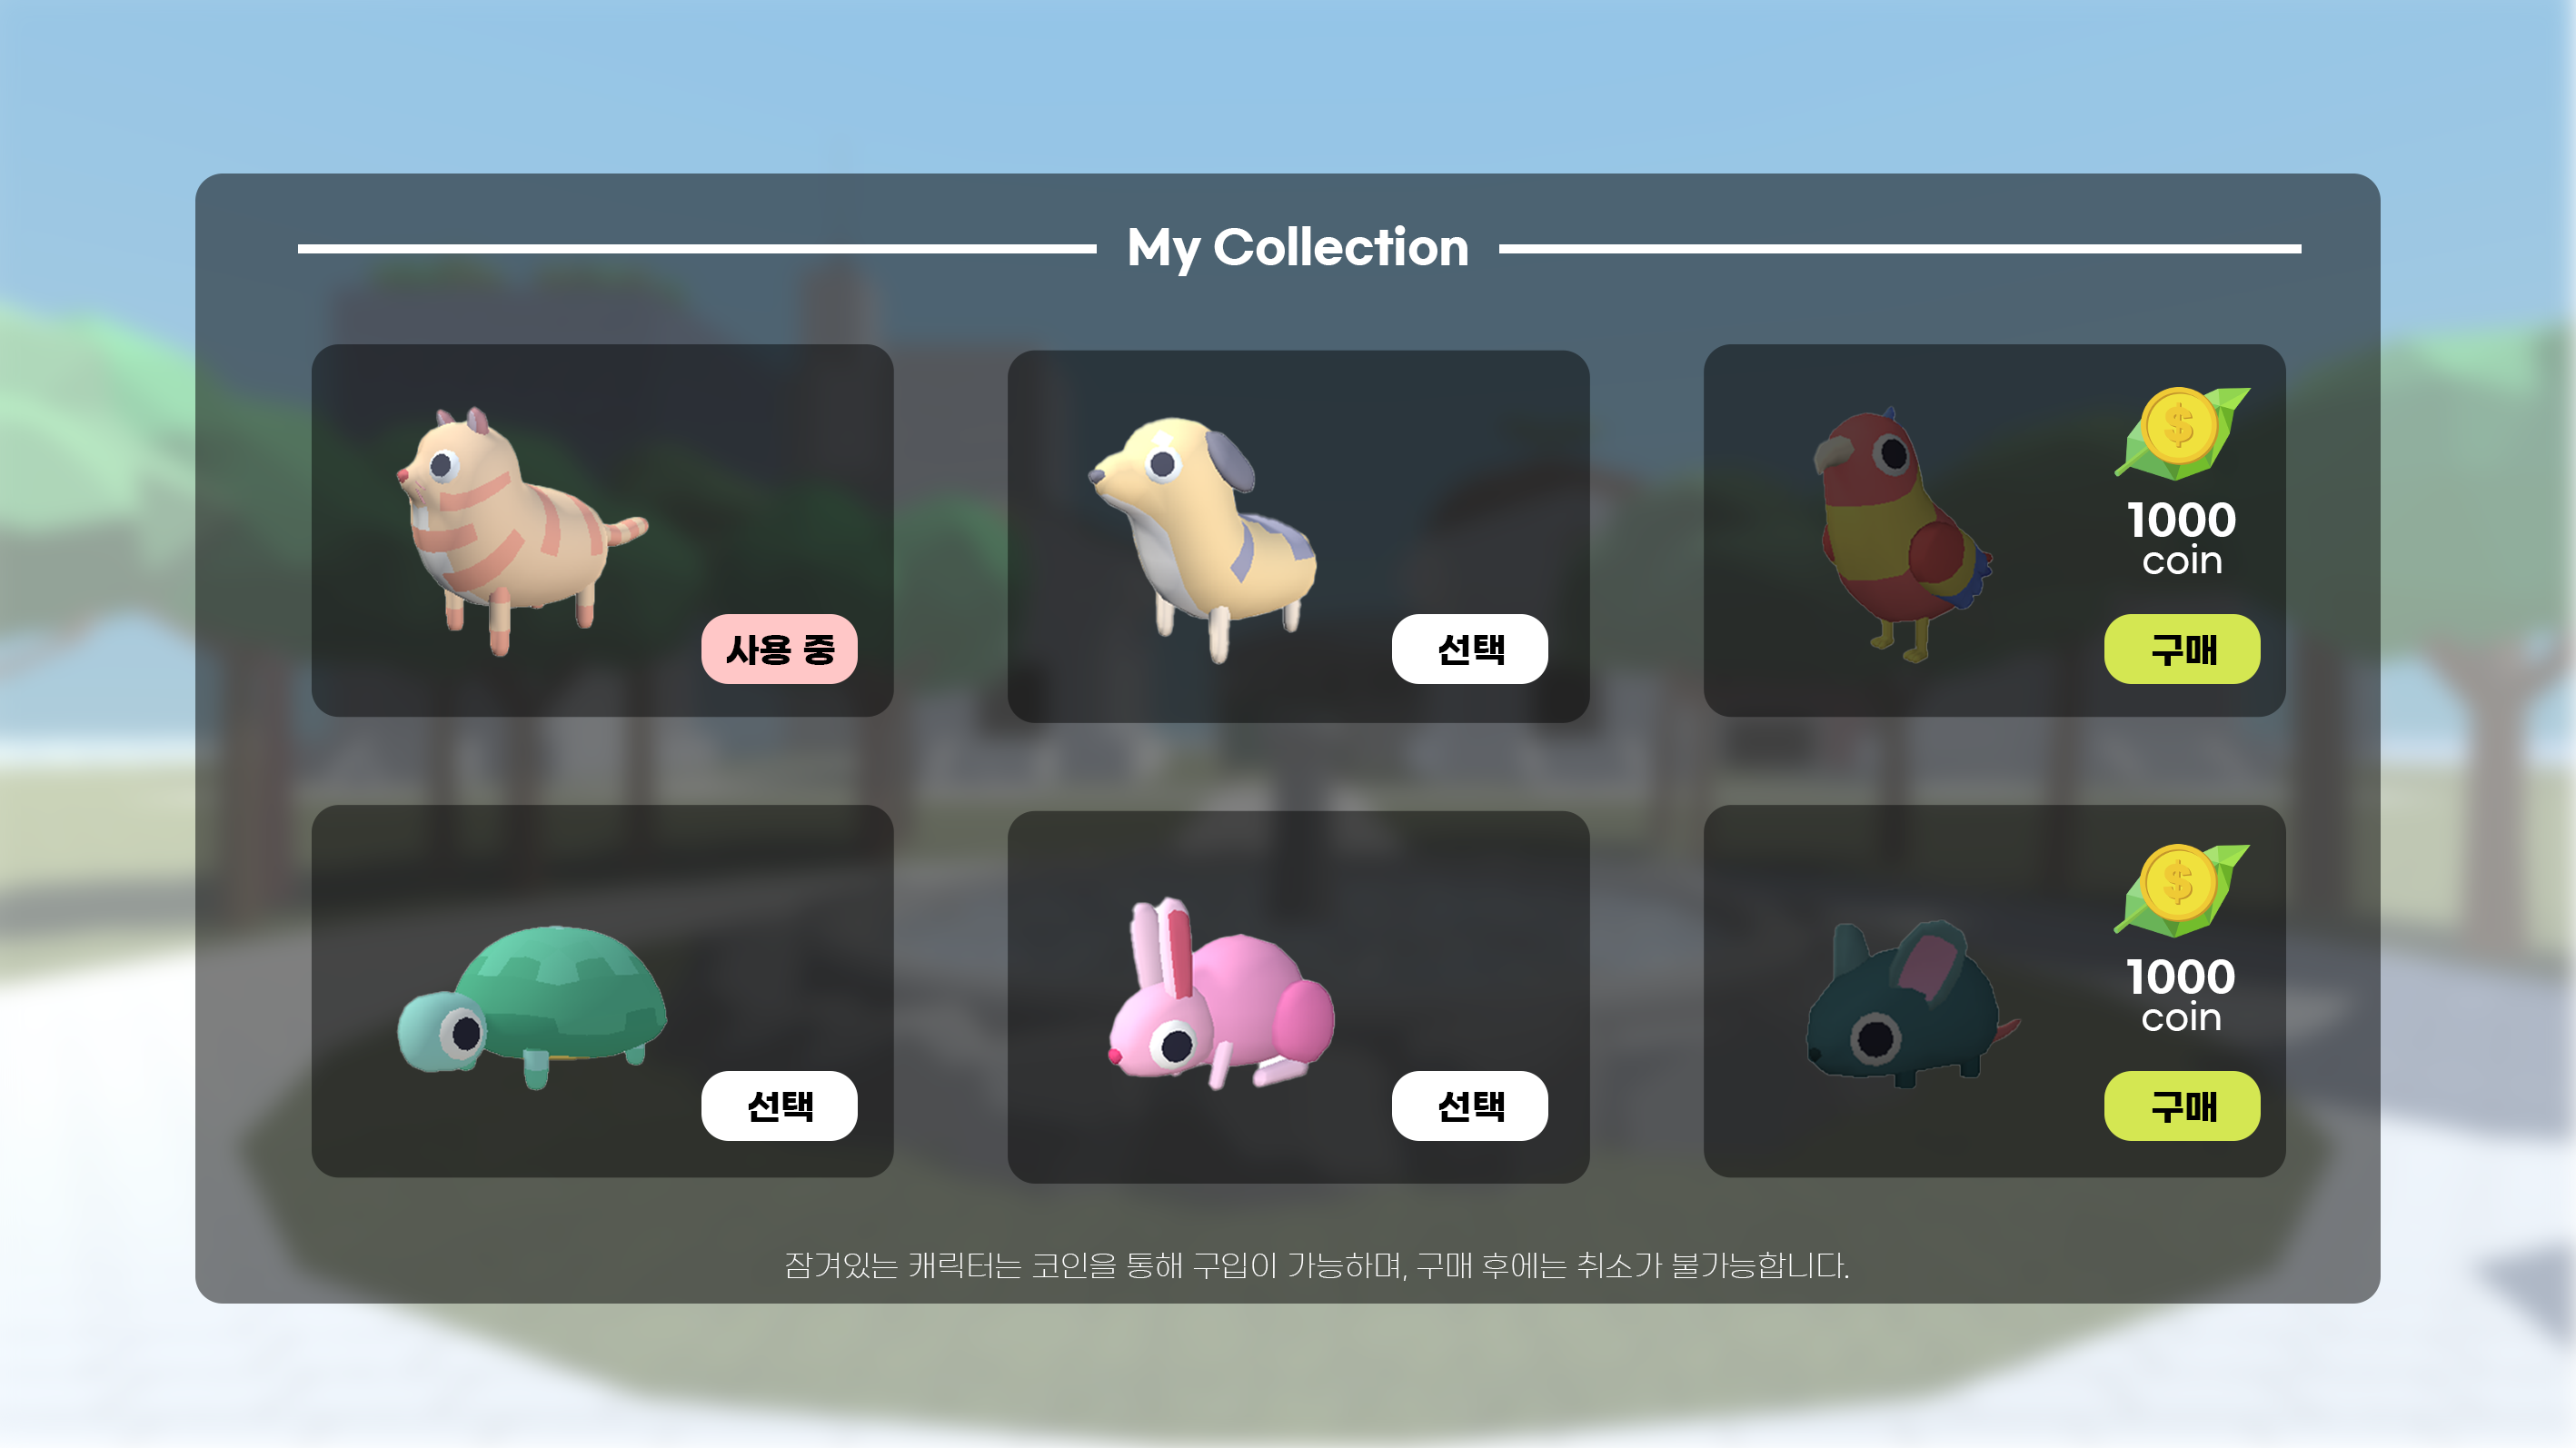 My Collection
사용 중
선택
1000
coin
구매
선택
선택
1000
coin
구매
잠겨있는 캐릭터는 코인을 통해 구입이 가능하며, 구매 후에는 취소가 불가능합니다.